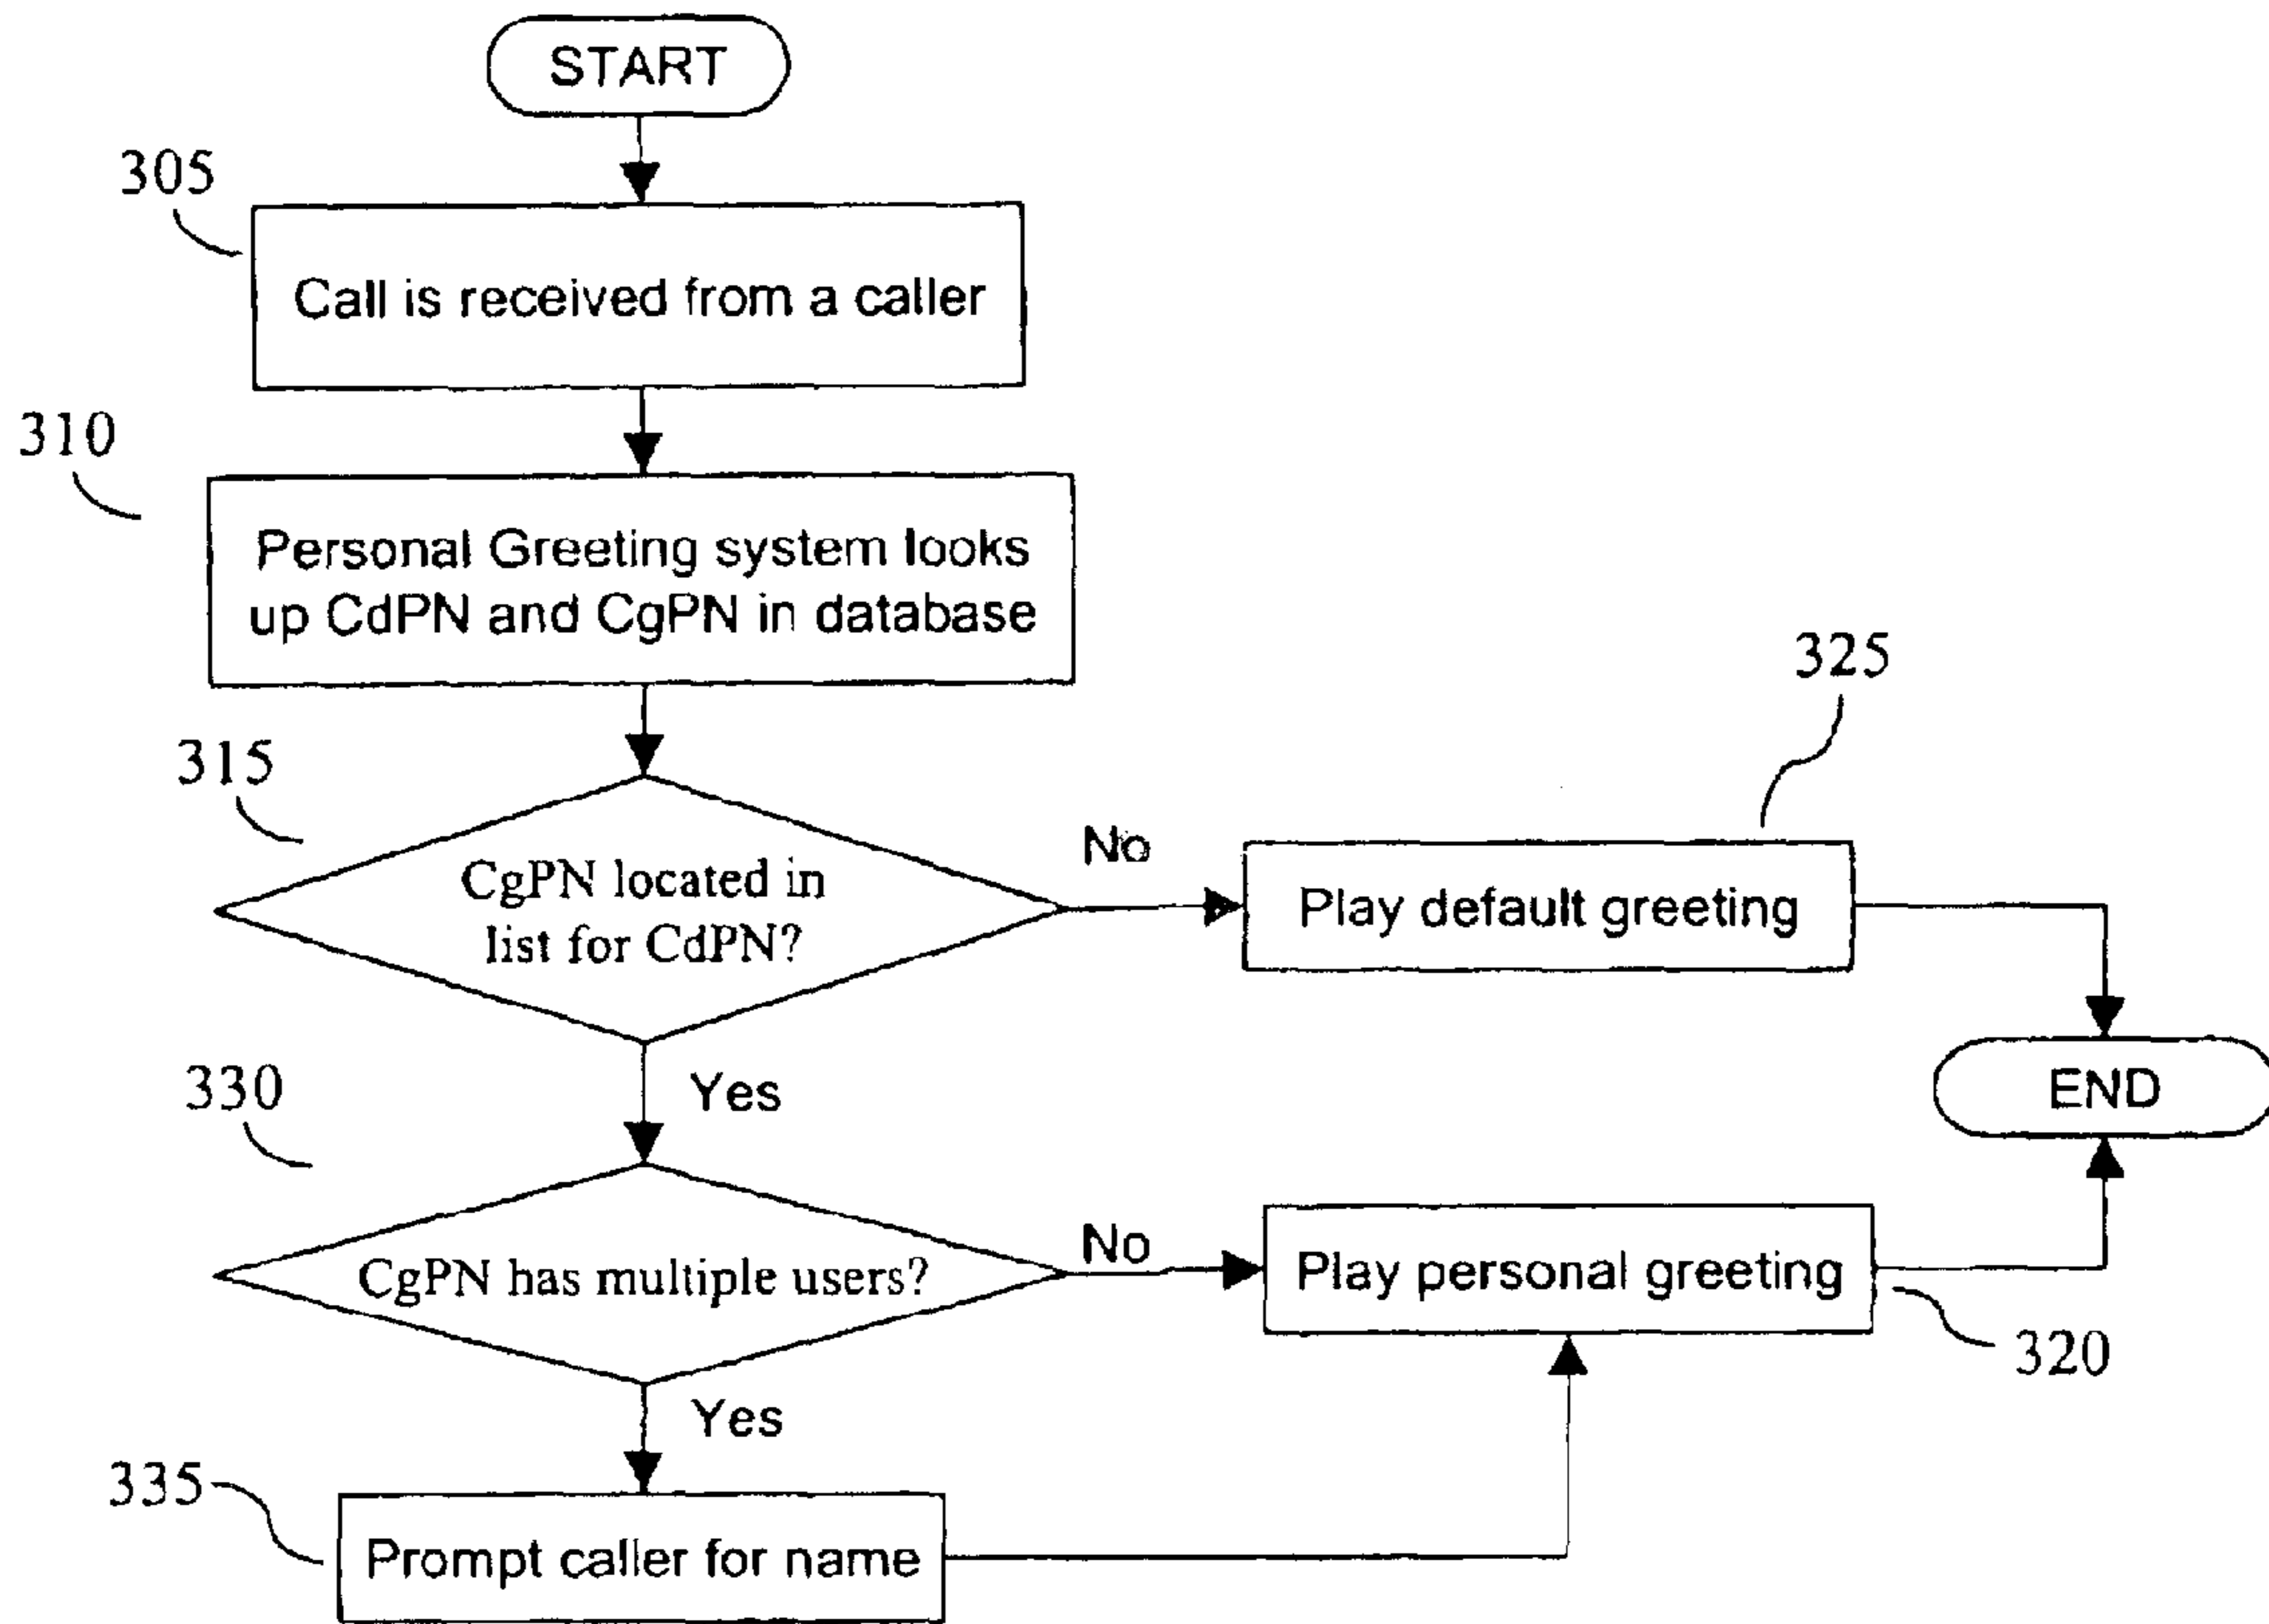 START
305
Call is received from a caller
310
Personal Greeting system looks
up CdPN and CgPN in database
325
315
CgPN located in
list for CdPN?
No
Play default greeting
Yes
END
330
CgPN has multiple users?
No
Play personal greeting
320
Yes
335
Prompt caller for name